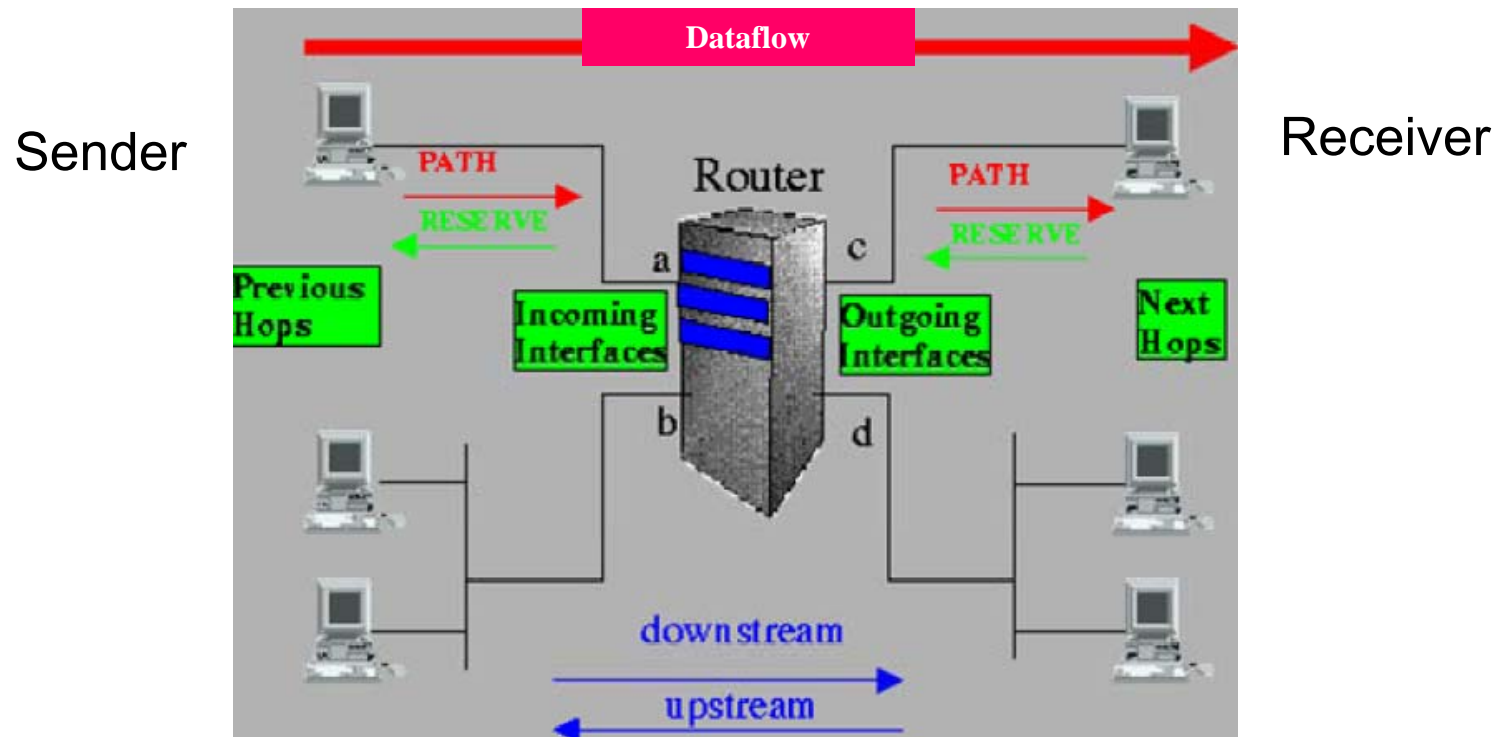 Dataflow
Sender
Receiver
PATH
RESERVE
Router
PATH
RESERVE
a
c
Previous
Hops
Incoming
Interfaces
Outgoing
Interfaces
Next
Hops
b
d
downstream
upstream